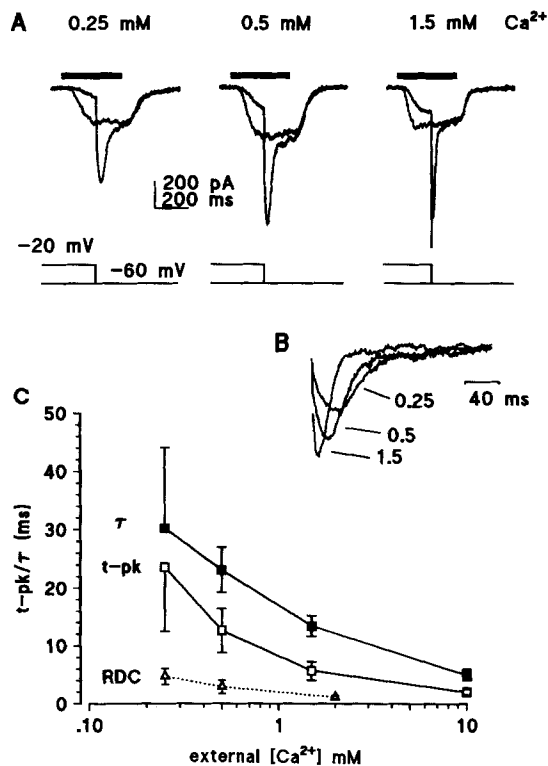 A
0.25 mM 0.5 mM 1.5 mM Ca²⁺
200 pA
200 ms
-20 mV
-60 mV
B
0.25
0.5
1.5
40 ms
C
50
40
30
20
10
0
t-pk/τ (ms)
τ
t-pk
RDC
.10 1 10
external [Ca²⁺] mM